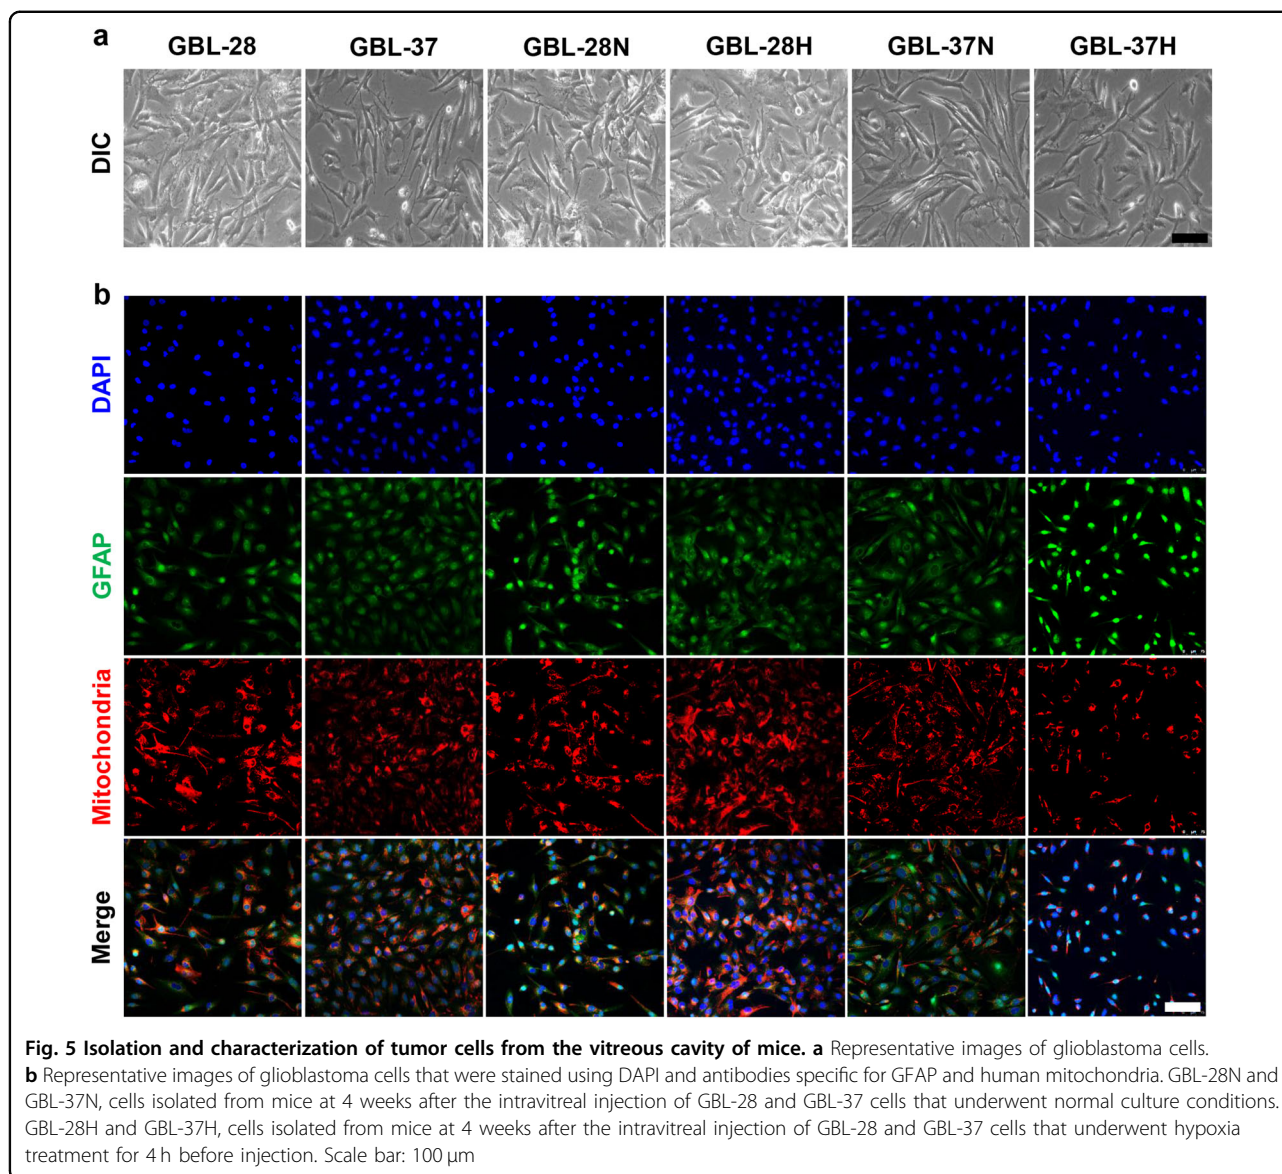 a
GBL-28 GBL-37 GBL-28N GBL-28H GBL-37N GBL-37H
DIC
b
DAPI
GFAP
Mitochondria
Merge
Fig. 5 Isolation and characterization of tumor cells from the vitreous cavity of mice. a Representative images of glioblastoma cells.
b Representative images of glioblastoma cells that were stained using DAPI and antibodies specific for GFAP and human mitochondria. GBL-28N and
GBL-37N, cells isolated from mice at 4 weeks after the intravitreal injection of GBL-28 and GBL-37 cells that underwent normal culture conditions.
GBL-28H and GBL-37H, cells isolated from mice at 4 weeks after the intravitreal injection of GBL-28 and GBL-37 cells that underwent hypoxia
treatment for 4 h before injection. Scale bar: 100 μm